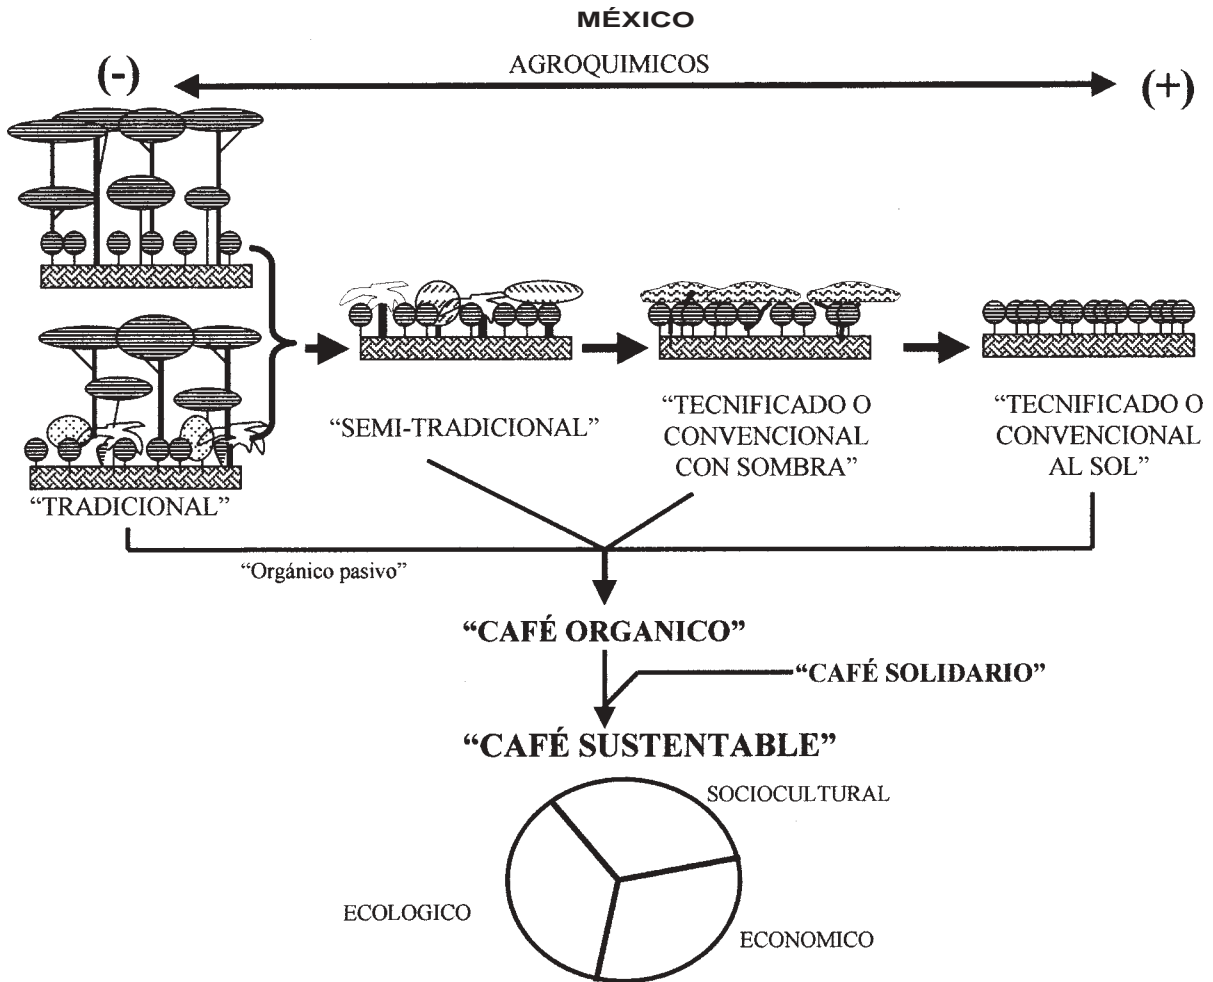 MÉXICO
AGROQUIMICOS
(-)
(+)
“TRADICIONAL”
“SEMI-TRADICIONAL”
“TECNIFICADO O
CONVENCIONAL
CON SOMBRA”
“TECNIFICADO O
CONVENCIONAL
AL SOL”
“Orgánico pasivo”
“CAFÉ ORGANICO”
“CAFÉ SOLIDARIO”
“CAFÉ SUSTENTABLE”
SOCIOCULTURAL
ECOLOGICO
ECONOMICO